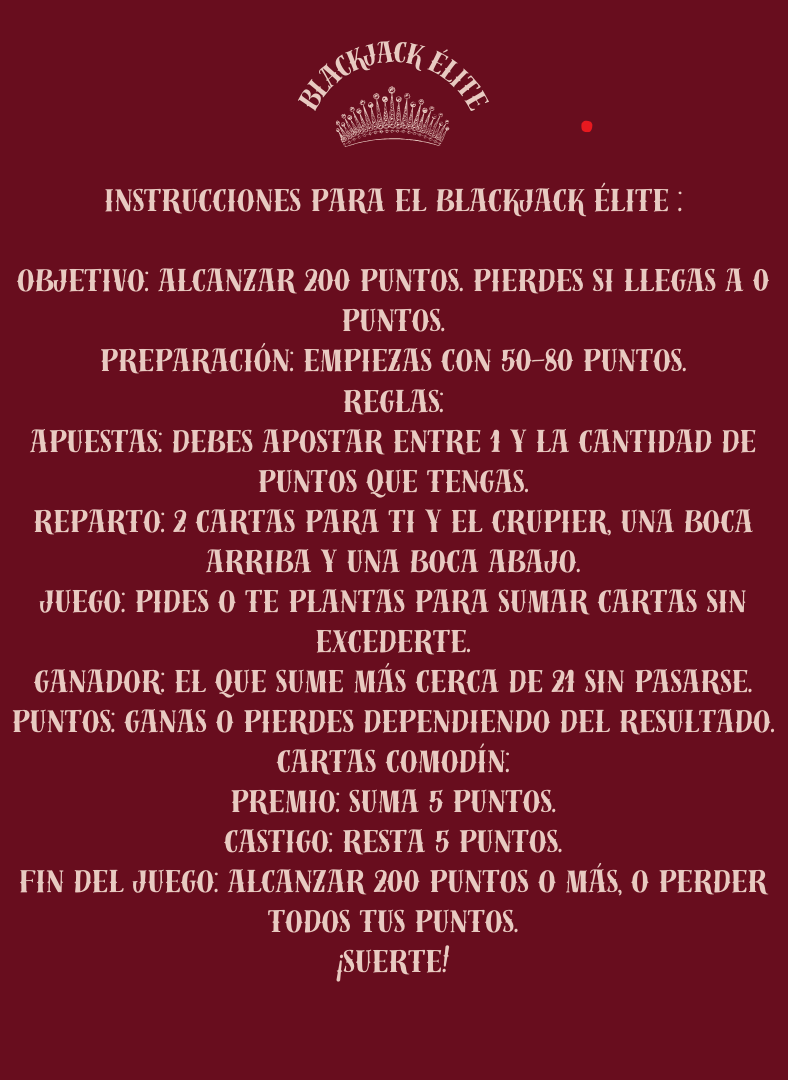 BLACKJACK ÉLITE
INSTRUCCIONES PARA EL BLACKJACK ÉLITE :
OBJETIVO: ALCANZAR 200 PUNTOS. PIERDES SI LLEGAS A 0
PUNTOS.
PREPARACIÓN: EMPIEZAS CON 50-80 PUNTOS.
REGLAS:
APUESTAS: DEBES APOSTAR ENTRE 1 Y LA CANTIDAD DE
PUNTOS QUE TENGAS.
REPARTO: 2 CARTAS PARA TI Y EL CRUPIER, UNA BOCA
ARRIBA Y UNA BOCA ABAJO.
JUEGO: PIDES O TE PLANTAS PARA SUMAR CARTAS SIN
EXCEDERTE.
GANADOR: EL QUE SUME MÁS CERCA DE 21 SIN PASARSE.
PUNTOS: GANAS O PIERDES DEPENDIENDO DEL RESULTADO.
CARTAS COMODÍN:
PREMIO: SUMA 5 PUNTOS.
CASTIGO: RESTA 5 PUNTOS.
FIN DEL JUEGO: ALCANZAR 200 PUNTOS O MÁS, O PERDER
TODOS TUS PUNTOS.
¡SUERTE!